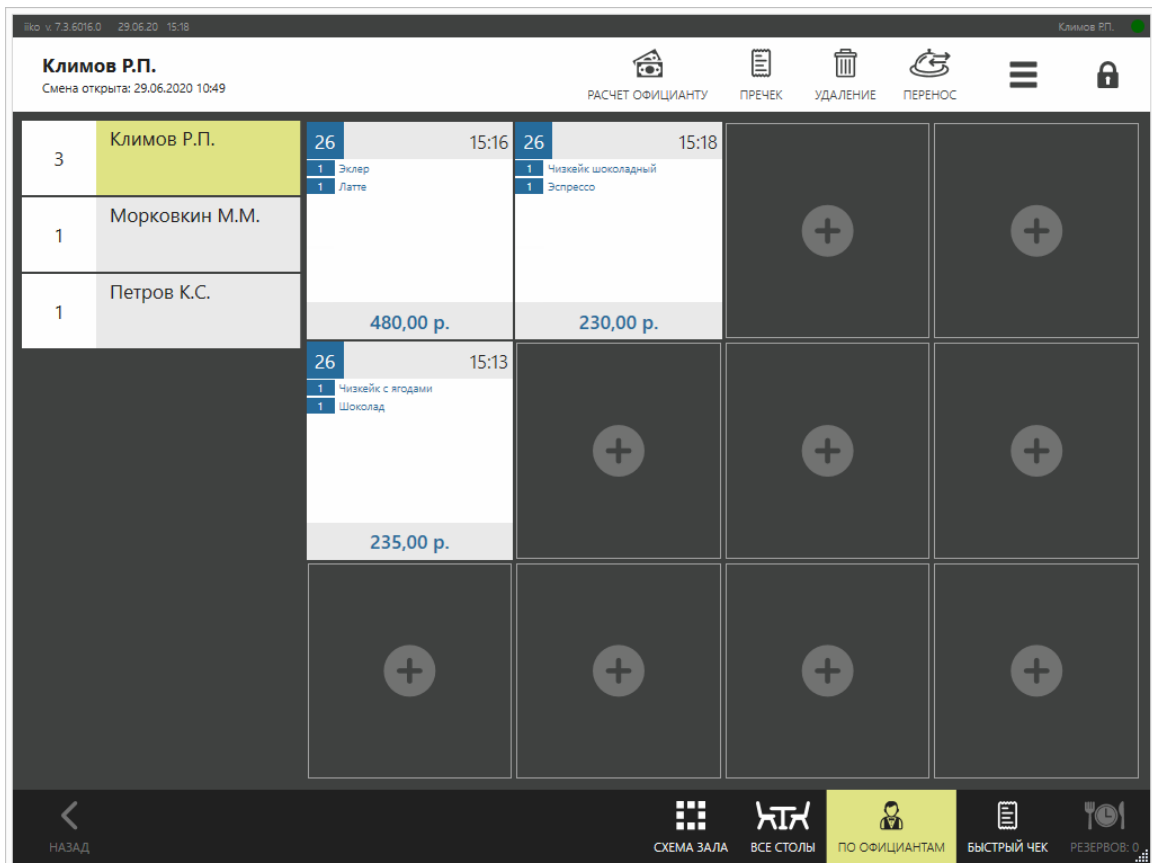 iiko v. 7.3.6016.0 29.06.20 15:18 Климов Р.П.
Климов Р.П.
Смена открыта: 29.06.2020 10:49
РАСЧЕТ ОФИЦИАНТУ
ПРЕЧЕК
УДАЛЕНИЕ
ПЕРЕНОС
3 Климов Р.П.
1 Морковкин М.М.
1 Петров К.С.
26 15:16
1 Эклер
1 Латте
480,00 р.
26 15:18
1 Чизкейк шоколадный
1 Эспрессо
230,00 р.
26 15:13
1 Чизкейк с ягодами
1 Шоколад
235,00 р.
НАЗАД
СХЕМА ЗАЛА
ВСЕ СТОЛЫ
ПО ОФИЦИАНТАМ
БЫСТРЫЙ ЧЕК
РЕЗЕРВОВ: 0